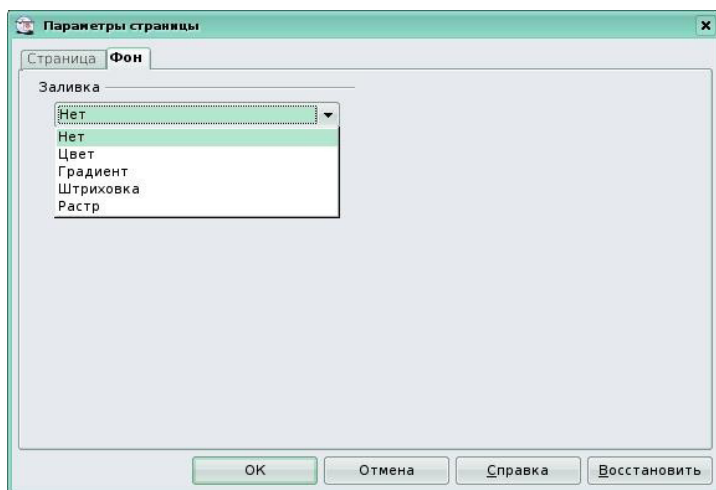 Параметры страницы
Страница Фон
Заливка
Нет
Нет
Цвет
Градиент
Штриховка
Растр
OK Отмена Справка Восстановить